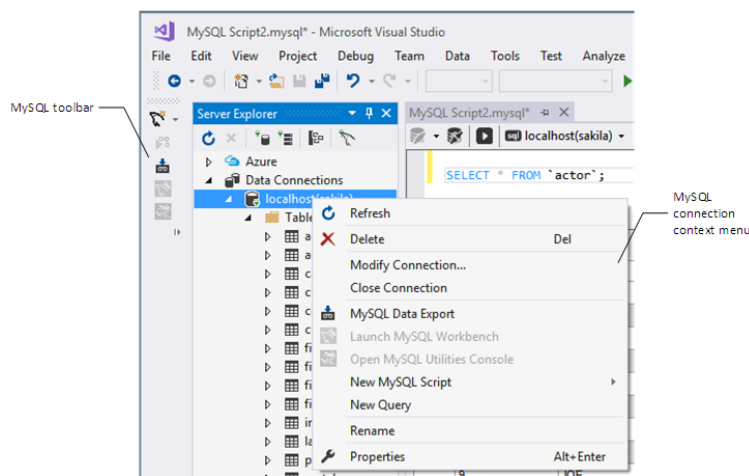 MySQL Script2.mysql* - Microsoft Visual Studio
File Edit View Project Debug Team Data Tools Test Analyze
MySQL toolbar
Server Explorer
MySQL Script2.mysql*
localhost(sakila)
Azure
Data Connections
SELECT * FROM `actor`;
localhost(sakila)
MySQL
connection
context menu
Refresh
Delete Del
Modify Connection...
Close Connection
MySQL Data Export
Launch MySQL Workbench
Open MySQL Utilities Console
New MySQL Script
New Query
Rename
Properties Alt+Enter